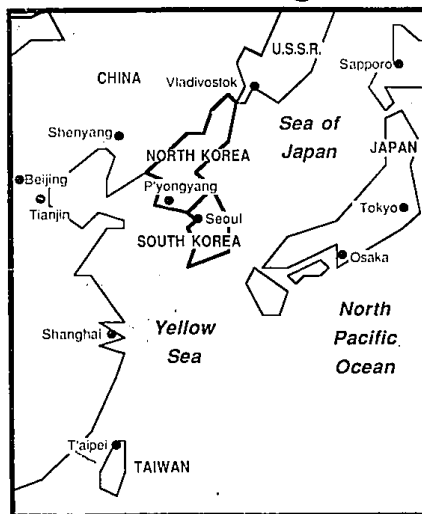 U.S.S.R.
CHINA
Sapporo
Vladivostok
Shenyang
Sea of
Japan
NORTH KOREA
JAPAN
Beijing
P'yongyang
Tianjin
Seoul
Tokyo
SOUTH KOREA
Osaka
North
Pacific
Ocean
Shanghai
Yellow
Sea
T'aipei
TAIWAN